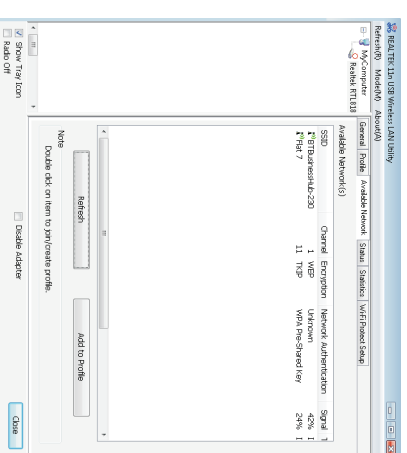 REALTEK 11n USB Wireless LAN Utility
Refresh(R) Mode(M) About(A)
MyComputer
Realtek RTL818
General Profile Available Network Status Statistics Wi-Fi Protect Setup
Available Network(s)
SSID Channel Encryption Network Authentication Signal T
BTBusinessHub-230 1 WEP Unknown 42% I
Flat 7 11 TKIP WPA Pre-Shared Key 24% I
Refresh Add to Profile
Note
Double click on item to join/create profile.
Show Tray Icon
Radio Off
Disable Adapter
Close